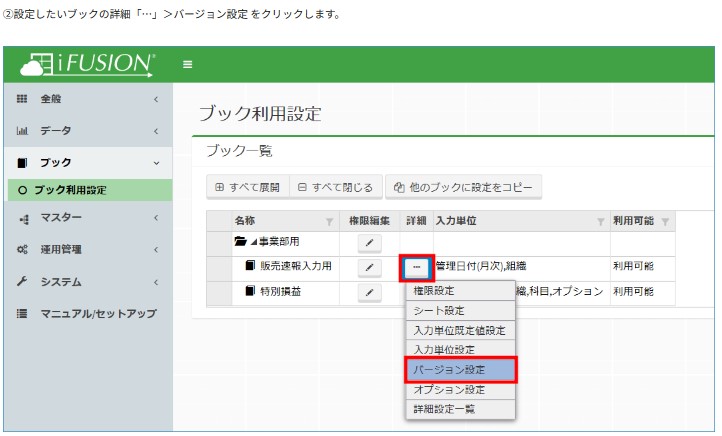 ②設定したいブックの詳細「…」＞バージョン設定 をクリックします。
iFUSION®
全般
データ
ブック
ブック利用設定
マスター
運用管理
システム
マニュアル/セットアップ
ブック利用設定
ブック一覧
すべて展開 すべて閉じる 他のブックに設定をコピー
名称 権限編集 詳細 入力単位 利用可能
事業部用
販売速報入力用 ... 管理日付(月次),組織 利用可能
特別損益 織,科目,オプション 利用可能
権限設定
シート設定
入力単位既定値設定
入力単位設定
バージョン設定
オプション設定
詳細設定一覧